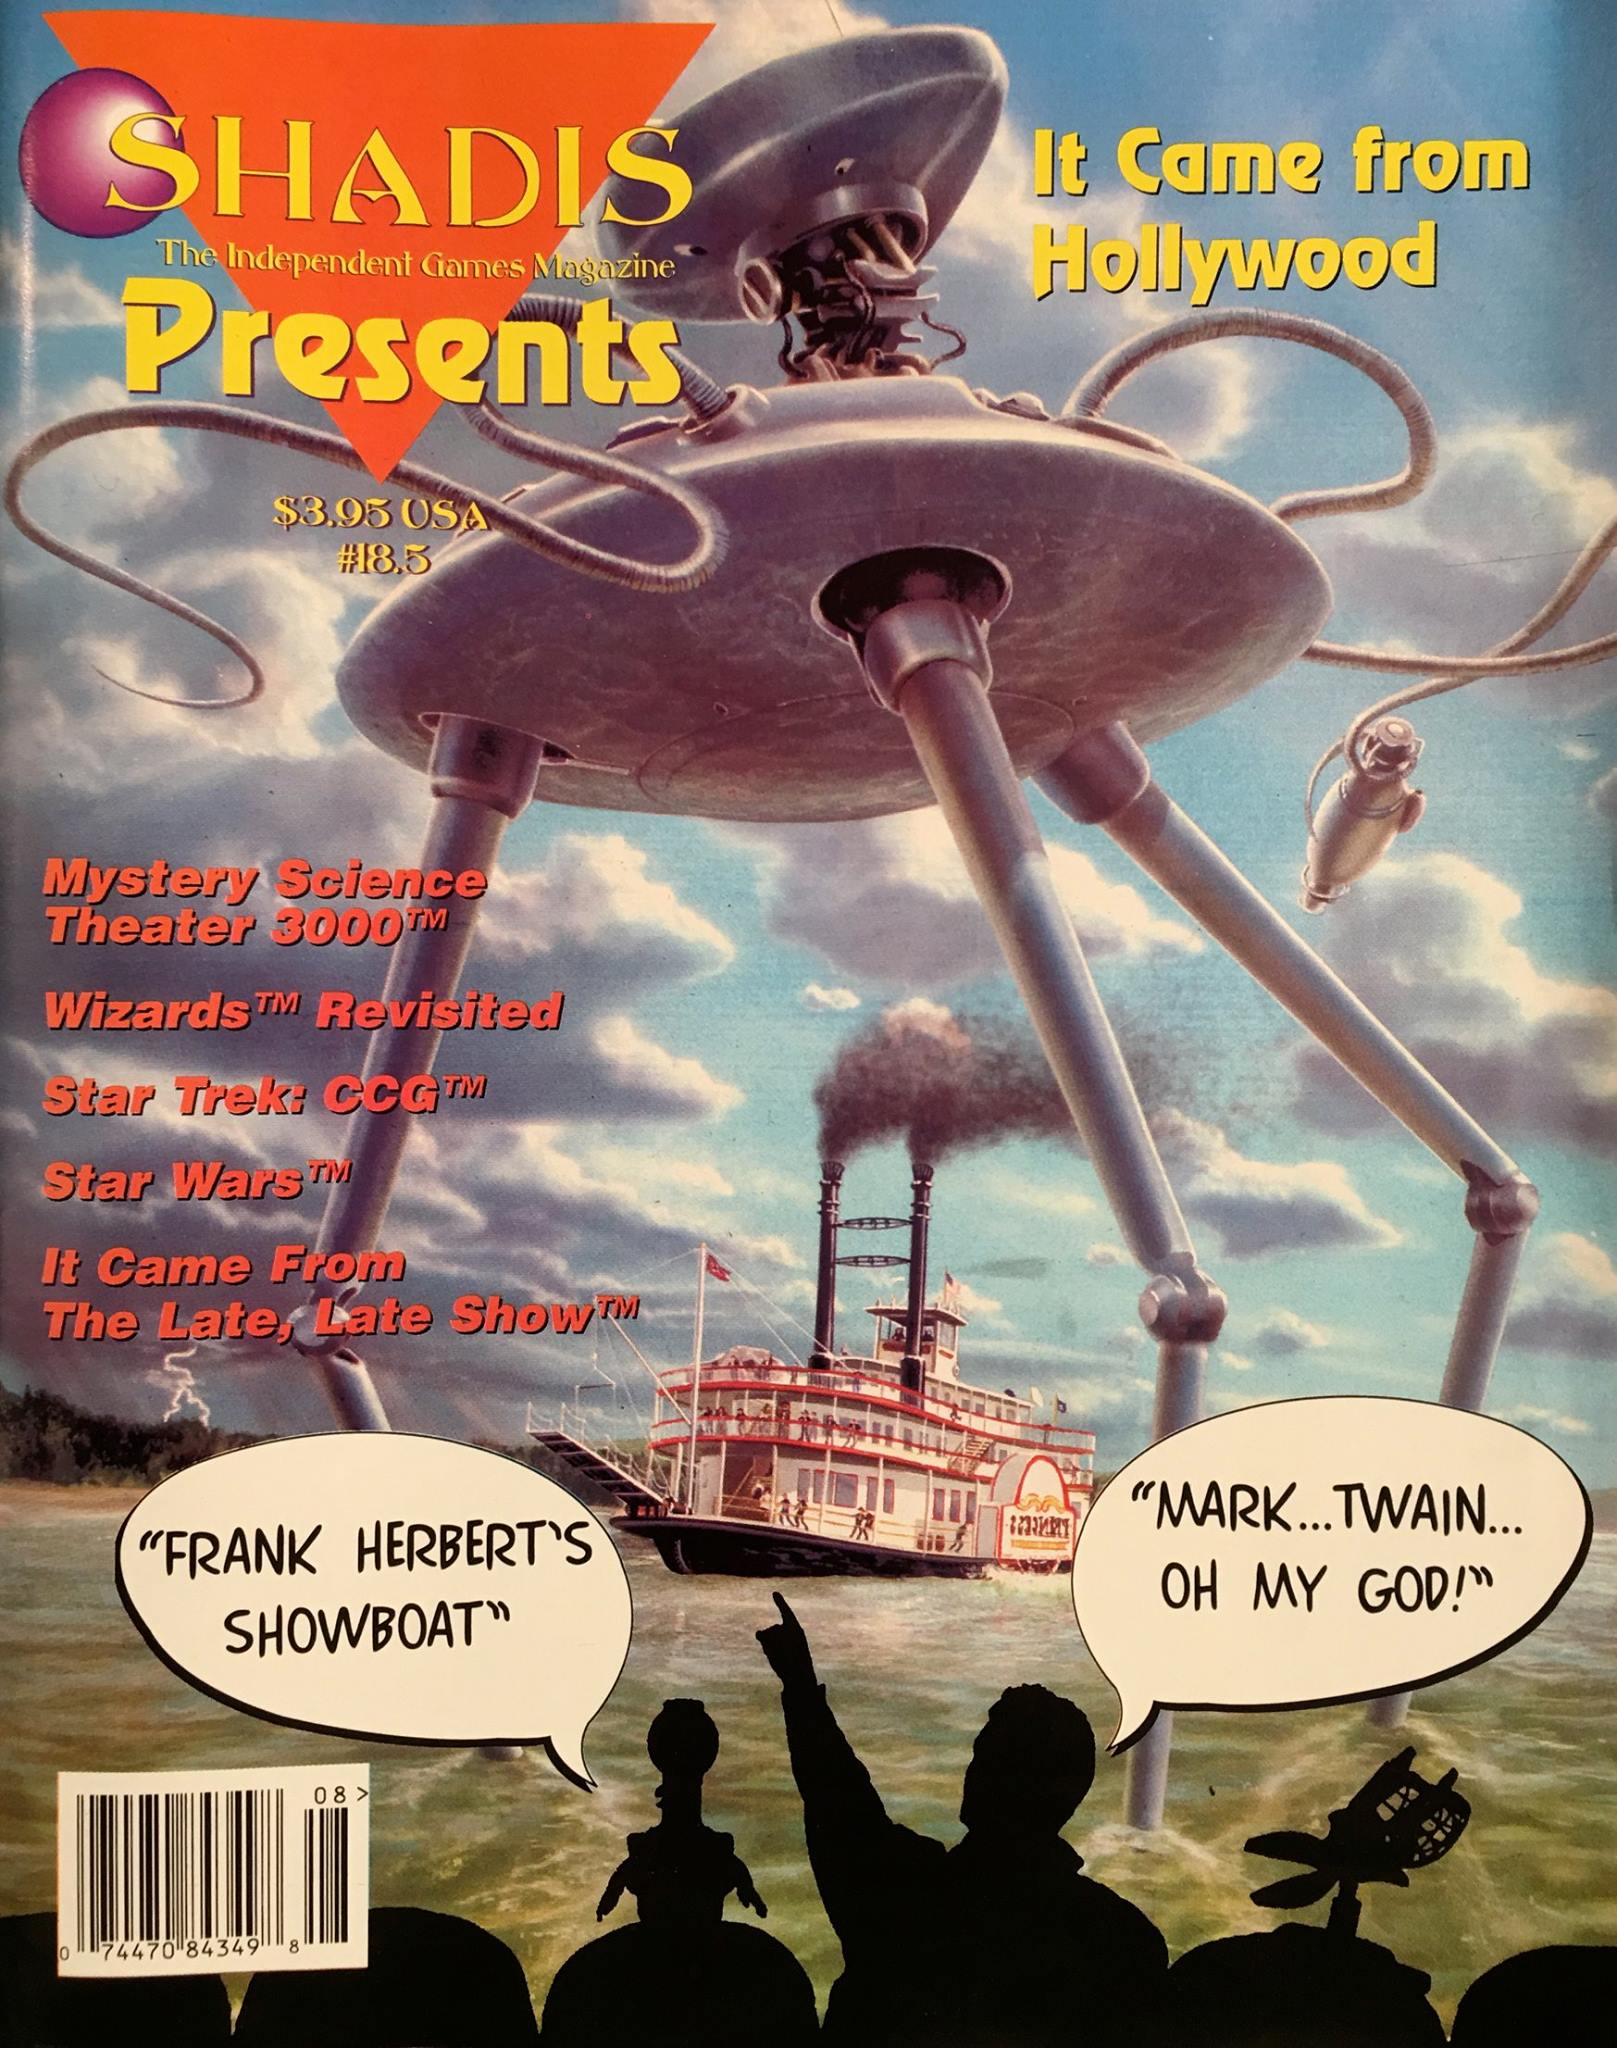 SHADIS
The Independent Games Magazine
Presents
$3.95 USA
#18.5
It Came from
Hollywood
Mystery Science
Theater 3000™
Wizards™ Revisited
Star Trek: CCG™
Star Wars™
It Came From
The Late, Late Show™
"FRANK HERBERT'S
SHOWBOAT"
"MARK...TWAIN...
OH MY GOD!"
08>
0 74470 84349 8